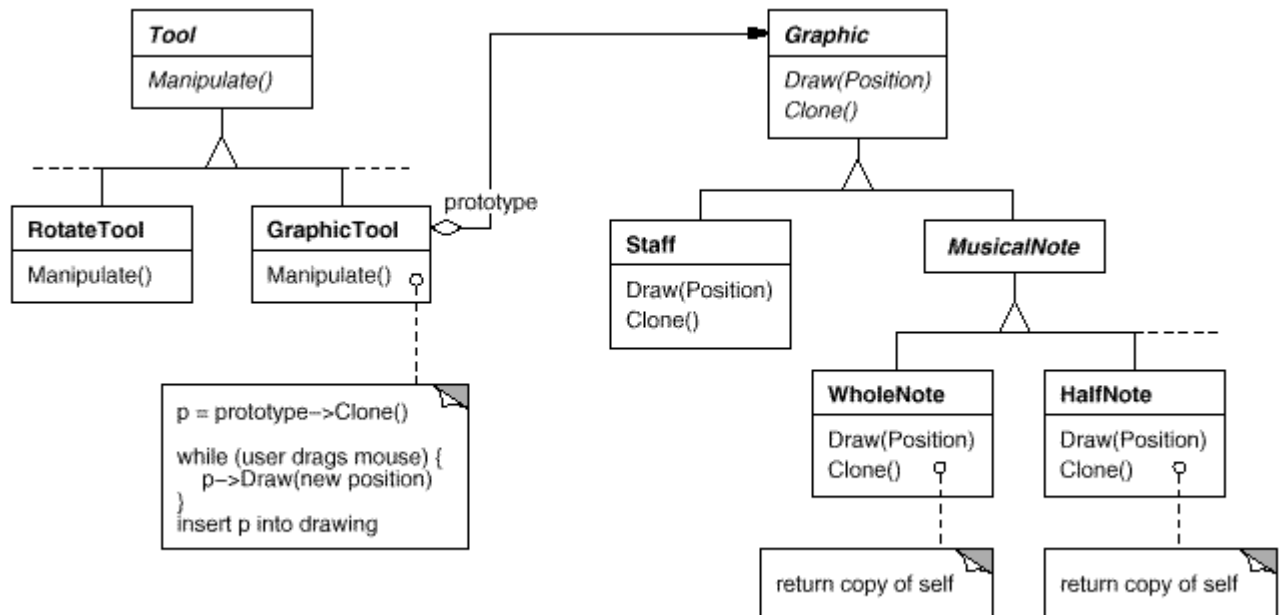 Tool
Manipulate()
Graphic
Draw(Position)
Clone()
prototype
RotateTool
Manipulate()
GraphicTool
Manipulate()
Staff
Draw(Position)
Clone()
MusicalNote
p = prototype–>Clone()
while (user drags mouse) {
p–>Draw(new position)
}
insert p into drawing
WholeNote
Draw(Position)
Clone()
HalfNote
Draw(Position)
Clone()
return copy of self
return copy of self